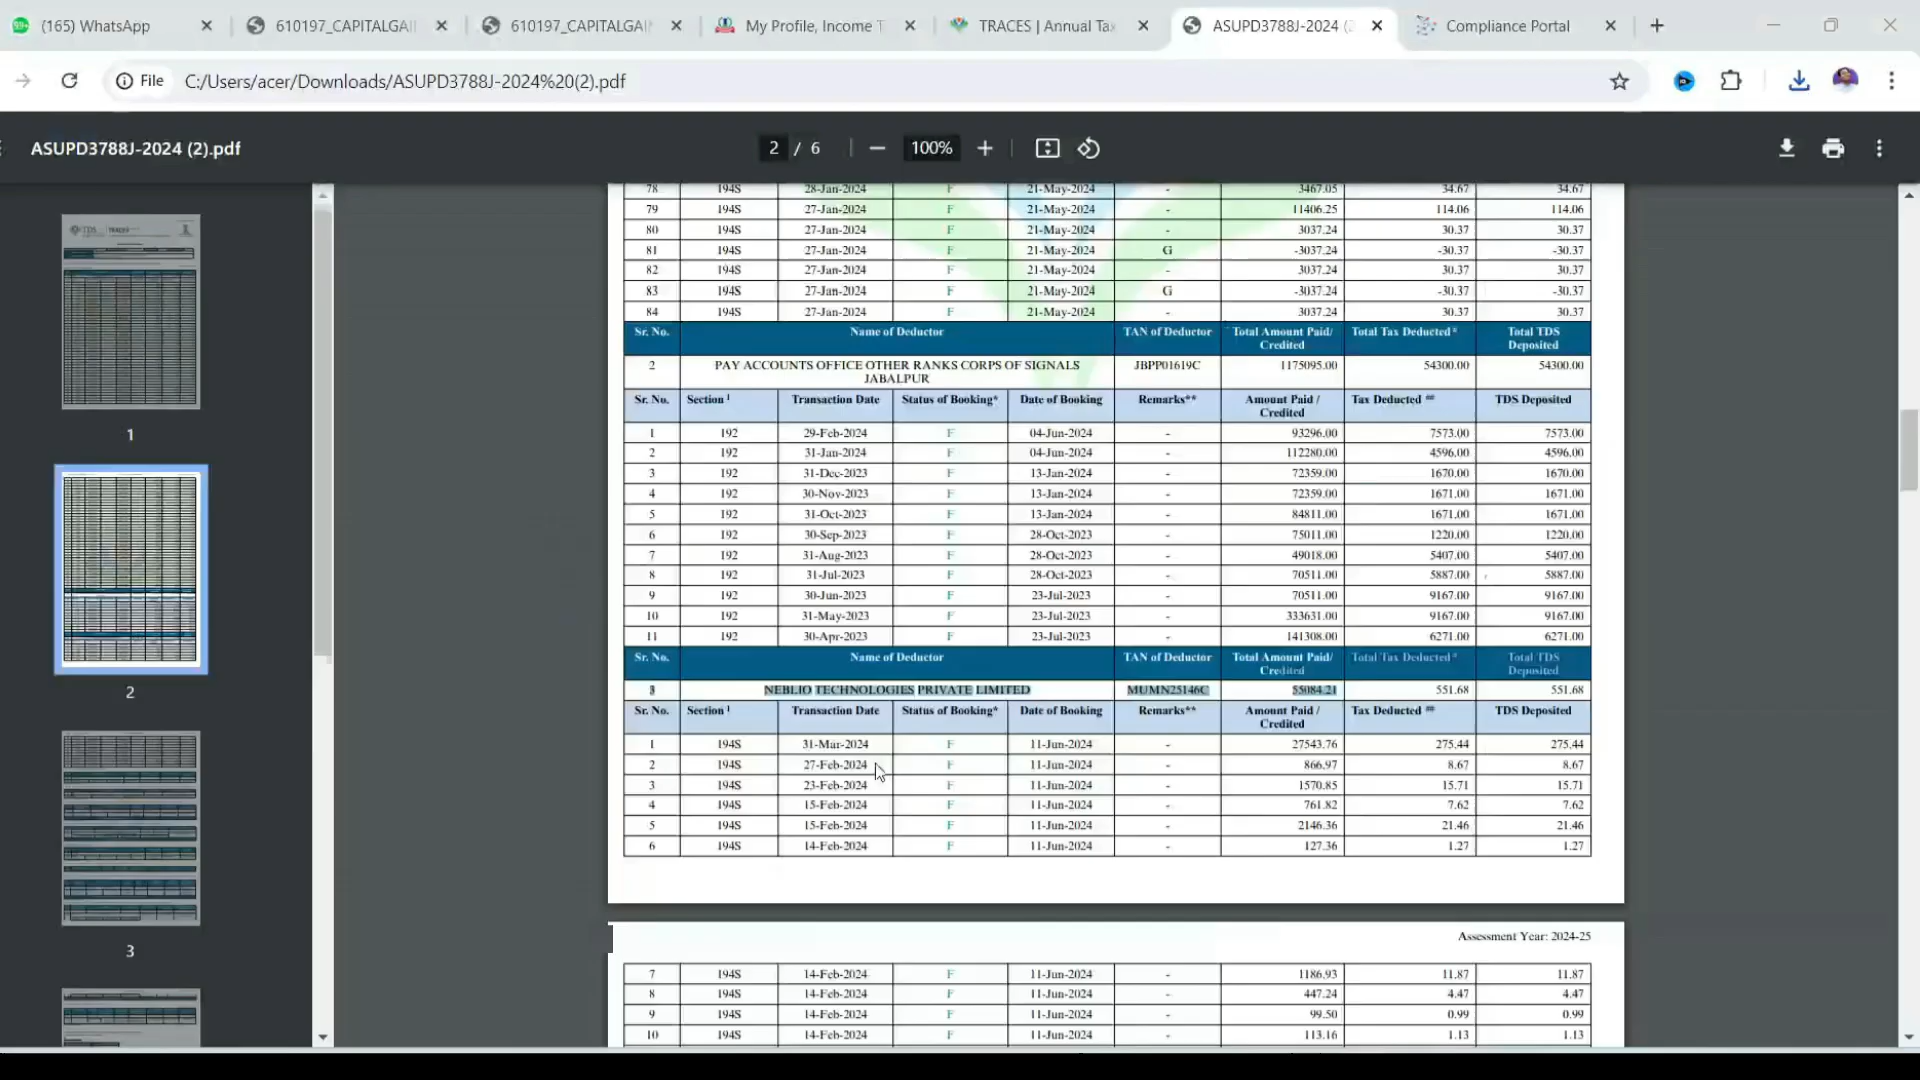 (165) WhatsApp
610197_CAPITALGAI
610197_CAPITALGAI
My Profile, Income T
TRACES | Annual Tax
ASUPD3788J-2024 (2
Compliance Portal
File C:/Users/acer/Downloads/ASUPD3788J-2024%20(2).pdf
ASUPD3788J-2024 (2).pdf
2 / 6
100%
78 194S 28-Jan-2024 F 21-May-2024 - 3467.05 34.67 34.67
79 194S 27-Jan-2024 F 21-May-2024 - 11406.25 114.06 114.06
80 194S 27-Jan-2024 F 21-May-2024 - 3037.24 30.37 30.37
81 194S 27-Jan-2024 F 21-May-2024 G -3037.24 -30.37 -30.37
82 194S 27-Jan-2024 F 21-May-2024 - 3037.24 30.37 30.37
83 194S 27-Jan-2024 F 21-May-2024 G -3037.24 -30.37 -30.37
84 194S 27-Jan-2024 F 21-May-2024 - 3037.24 30.37 30.37
Sr. No. Name of Deductor TAN of Deductor Total Amount Paid/ Credited Total Tax Deducted# Total TDS Deposited
2 PAY ACCOUNTS OFFICE OTHER RANKS CORPS OF SIGNALS JABALPUR JBPP01619C 1175095.00 54300.00 54300.00
Sr. No. Section 1 Transaction Date Status of Booking* Date of Booking Remarks** Amount Paid / Credited Tax Deducted ## TDS Deposited
1 192 29-Feb-2024 F 04-Jun-2024 - 93296.00 7573.00 7573.00
2 192 31-Jan-2024 F 04-Jun-2024 - 112280.00 4596.00 4596.00
3 192 31-Dec-2023 F 13-Jan-2024 - 72359.00 1670.00 1670.00
4 192 30-Nov-2023 F 13-Jan-2024 - 72359.00 1671.00 1671.00
5 192 31-Oct-2023 F 13-Jan-2024 - 84811.00 1671.00 1671.00
6 192 30-Sep-2023 F 28-Oct-2023 - 75011.00 1220.00 1220.00
7 192 31-Aug-2023 F 28-Oct-2023 - 49018.00 5407.00 5407.00
8 192 31-Jul-2023 F 28-Oct-2023 - 70511.00 5887.00 5887.00
9 192 30-Jun-2023 F 23-Jul-2023 - 70511.00 9167.00 9167.00
10 192 31-May-2023 F 23-Jul-2023 - 333631.00 9167.00 9167.00
11 192 30-Apr-2023 F 23-Jul-2023 - 141308.00 6271.00 6271.00
Sr. No. Name of Deductor TAN of Deductor Total Amount Paid/ Credited Total Tax Deducted# Total TDS Deposited
3 NEBLIO TECHNOLOGIES PRIVATE LIMITED MUMN25146C 55084.21 551.68 551.68
Sr. No. Section 1 Transaction Date Status of Booking* Date of Booking Remarks** Amount Paid / Credited Tax Deducted ## TDS Deposited
1 194S 31-Mar-2024 F 11-Jun-2024 - 27543.76 275.44 275.44
2 194S 27-Feb-2024 F 11-Jun-2024 - 866.97 8.67 8.67
3 194S 23-Feb-2024 F 11-Jun-2024 - 1570.85 15.71 15.71
4 194S 15-Feb-2024 F 11-Jun-2024 - 761.82 7.62 7.62
5 194S 15-Feb-2024 F 11-Jun-2024 - 2146.36 21.46 21.46
6 194S 14-Feb-2024 F 11-Jun-2024 - 127.36 1.27 1.27
Assessment Year: 2024-25
7 194S 14-Feb-2024 F 11-Jun-2024 - 1186.93 11.87 11.87
8 194S 14-Feb-2024 F 11-Jun-2024 - 447.24 4.47 4.47
9 194S 14-Feb-2024 F 11-Jun-2024 - 99.50 0.99 0.99
10 194S 14-Feb-2024 F 11-Jun-2024 - 113.16 1.13 1.13
1
2
3